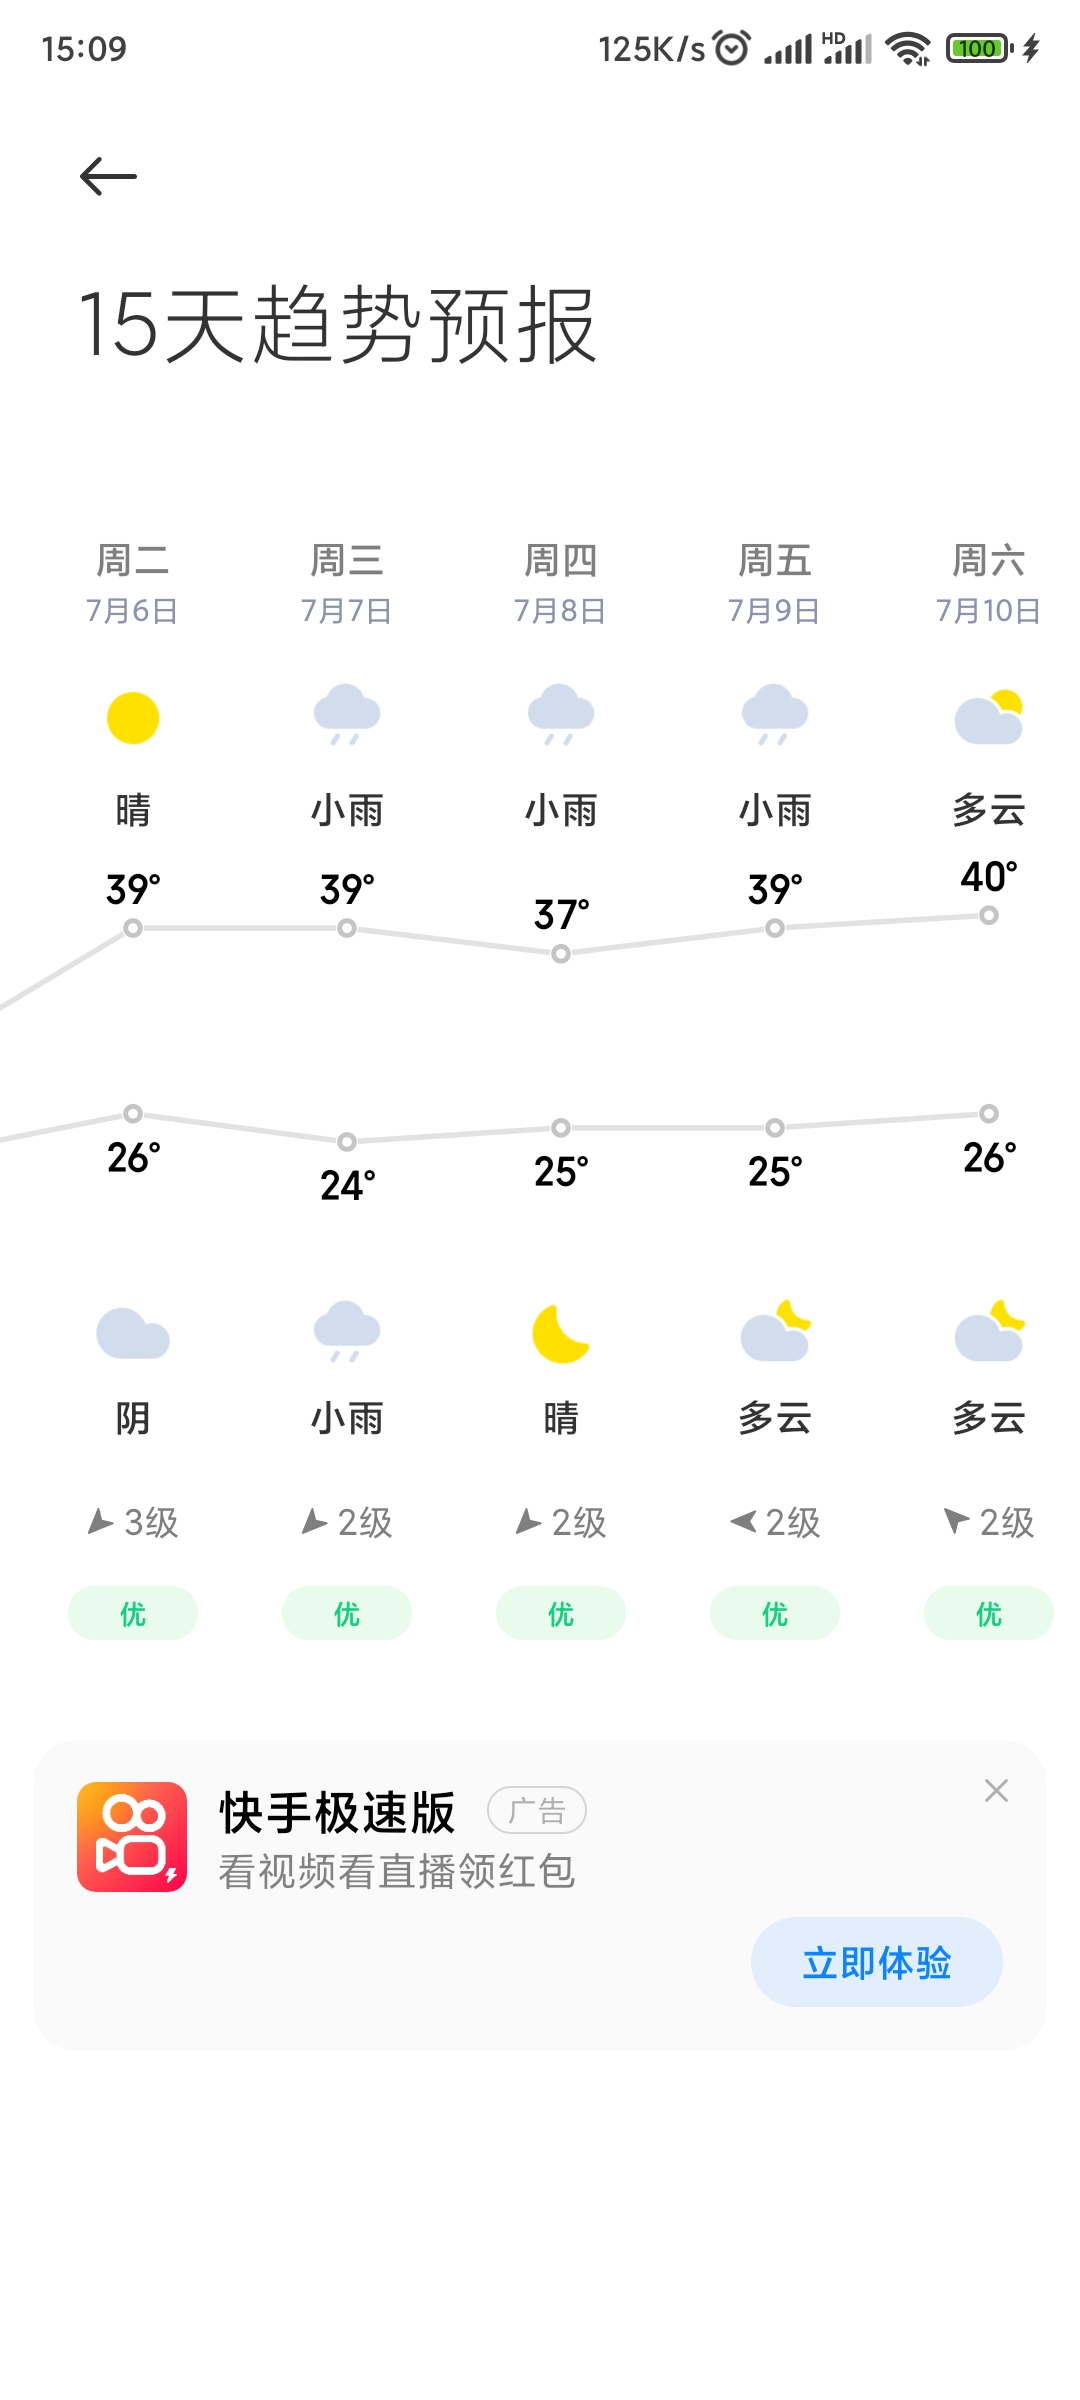 15:09 125K/s HD 100
15天趋势预报
周二 周三 周四 周五 周六
7月6日 7月7日 7月8日 7月9日 7月10日
晴 小雨 小雨 小雨 多云
39° 39° 37° 39° 40°
26° 24° 25° 25° 26°
阴 小雨 晴 多云 多云
3级 2级 2级 2级 2级
优 优 优 优 优
快手极速版 广告
看视频看直播领红包
立即体验